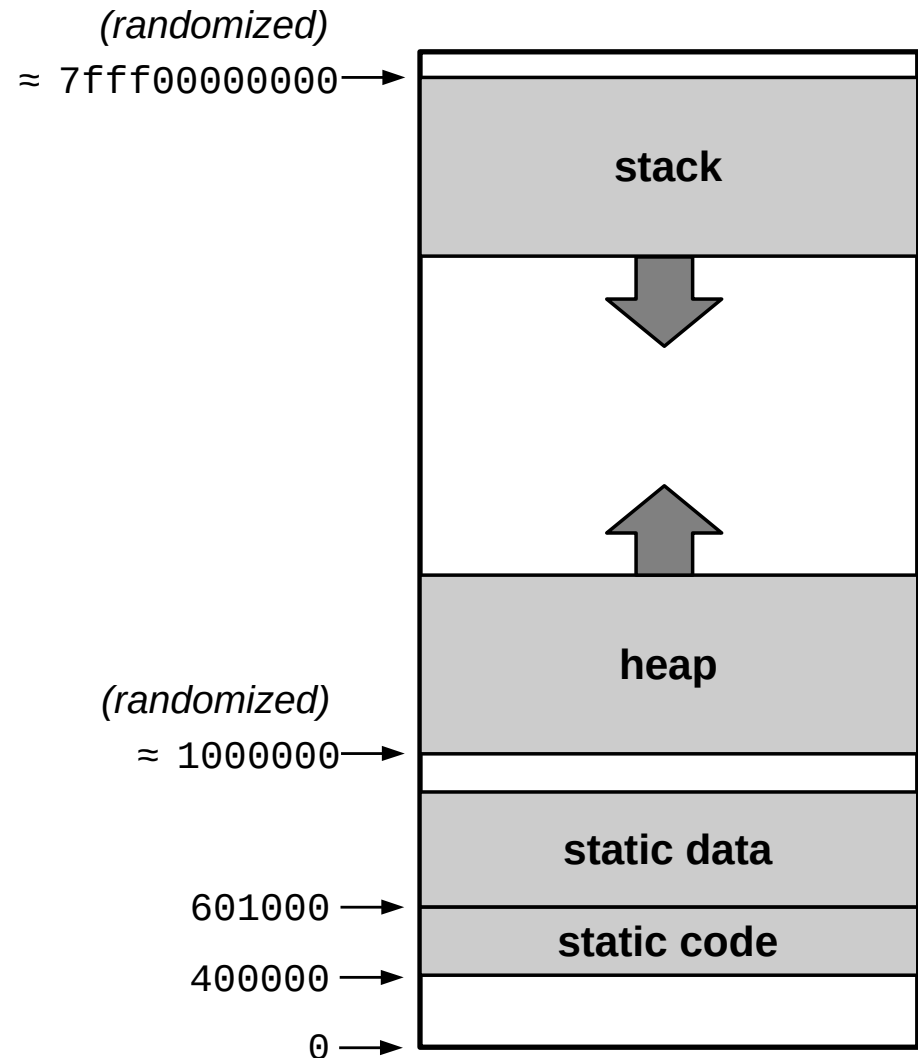 (randomized)
≈ 7fff00000000
stack
heap
(randomized)
≈ 1000000
static data
601000
static code
400000
0